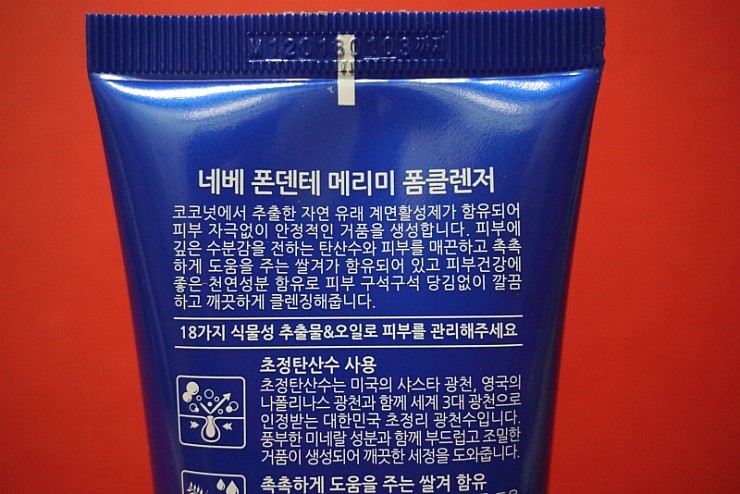 M120180108까지
네베 폰덴테 메리미 폼클렌저
코코넛에서 추출한 자연 유래 계면활성제가 함유되어
피부 자극없이 안정적인 거품을 생성합니다. 피부에
깊은 수분감을 전하는 탄산수와 피부를 매끈하고 촉촉
하게 도움을 주는 쌀겨가 함유되어 있고 피부건강에
좋은 천연성분 함유로 피부 구석구석 당김없이 깔끔
하고 깨끗하게 클렌징해줍니다.
18가지 식물성 추출물&오일로 피부를 관리해주세요
초정탄산수 사용
초정탄산수는 미국의 샤스타 광천, 영국의
나폴리나스 광천과 함께 세계 3대 광천으로
인정받는 대한민국 초정리 광천수입니다.
풍부한 미네랄 성분과 함께 부드럽고 조밀한
거품이 생성되어 깨끗한 세정을 도와줍니다.
촉촉하게 도움을 주는 쌀겨 함유